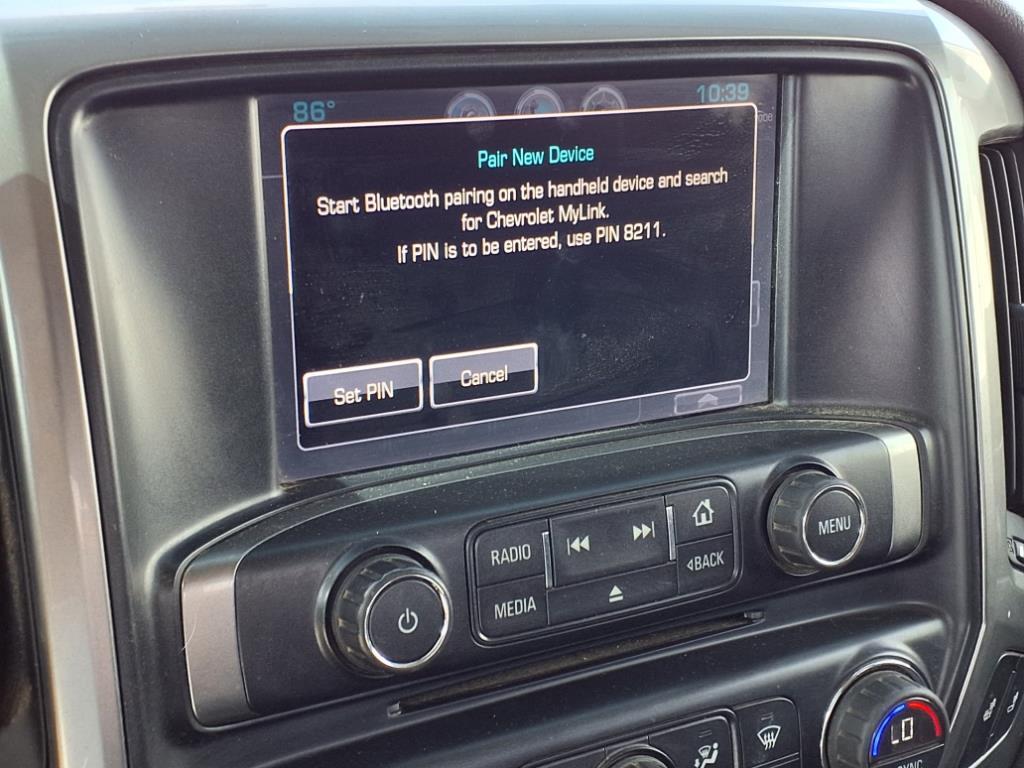 86° 10:39
Pair New Device
Start Bluetooth pairing on the handheld device and search
for Chevrolet MyLink.
If PIN is to be entered, use PIN 8211.
Set PIN Cancel
RADIO
MEDIA
BACK
MENU
LO
SYNC